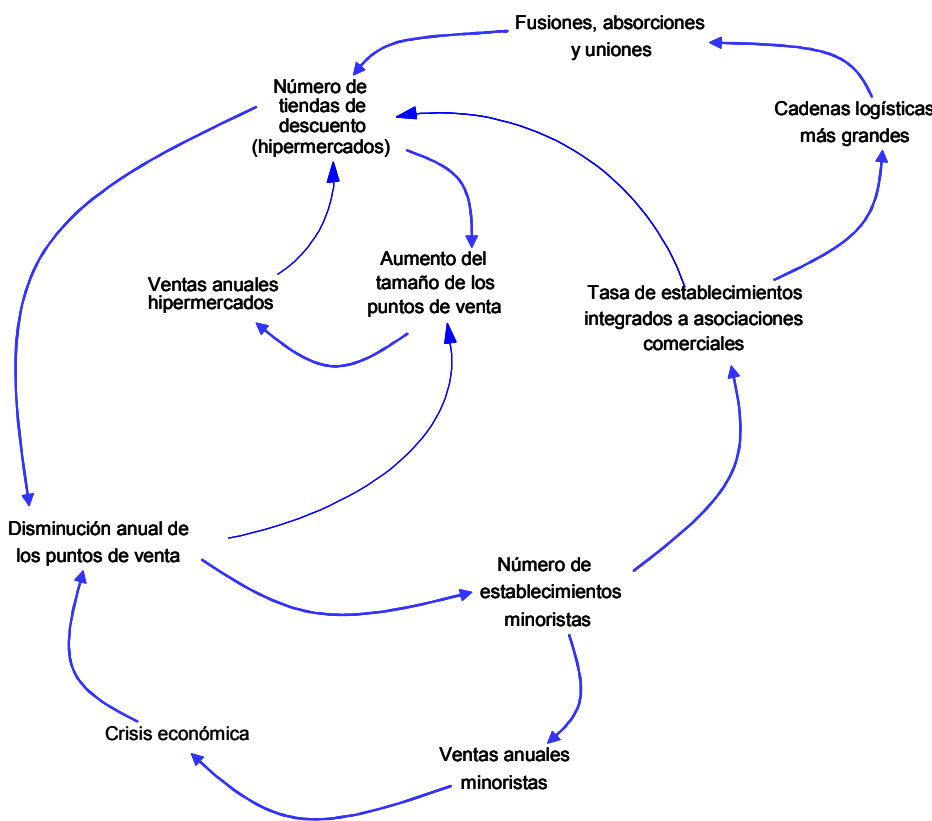 Fusiones, absorciones
y uniones
Número de
tiendas de
descuento
(hipermercados)
Cadenas logísticas
más grandes
Ventas anuales
hipermercados
Aumento del
tamaño de los
puntos de venta
Tasa de establecimientos
integrados a asociaciones
comerciales
Disminución anual de
los puntos de venta
Número de
establecimientos
minoristas
Crisis económica
Ventas anuales
minoristas